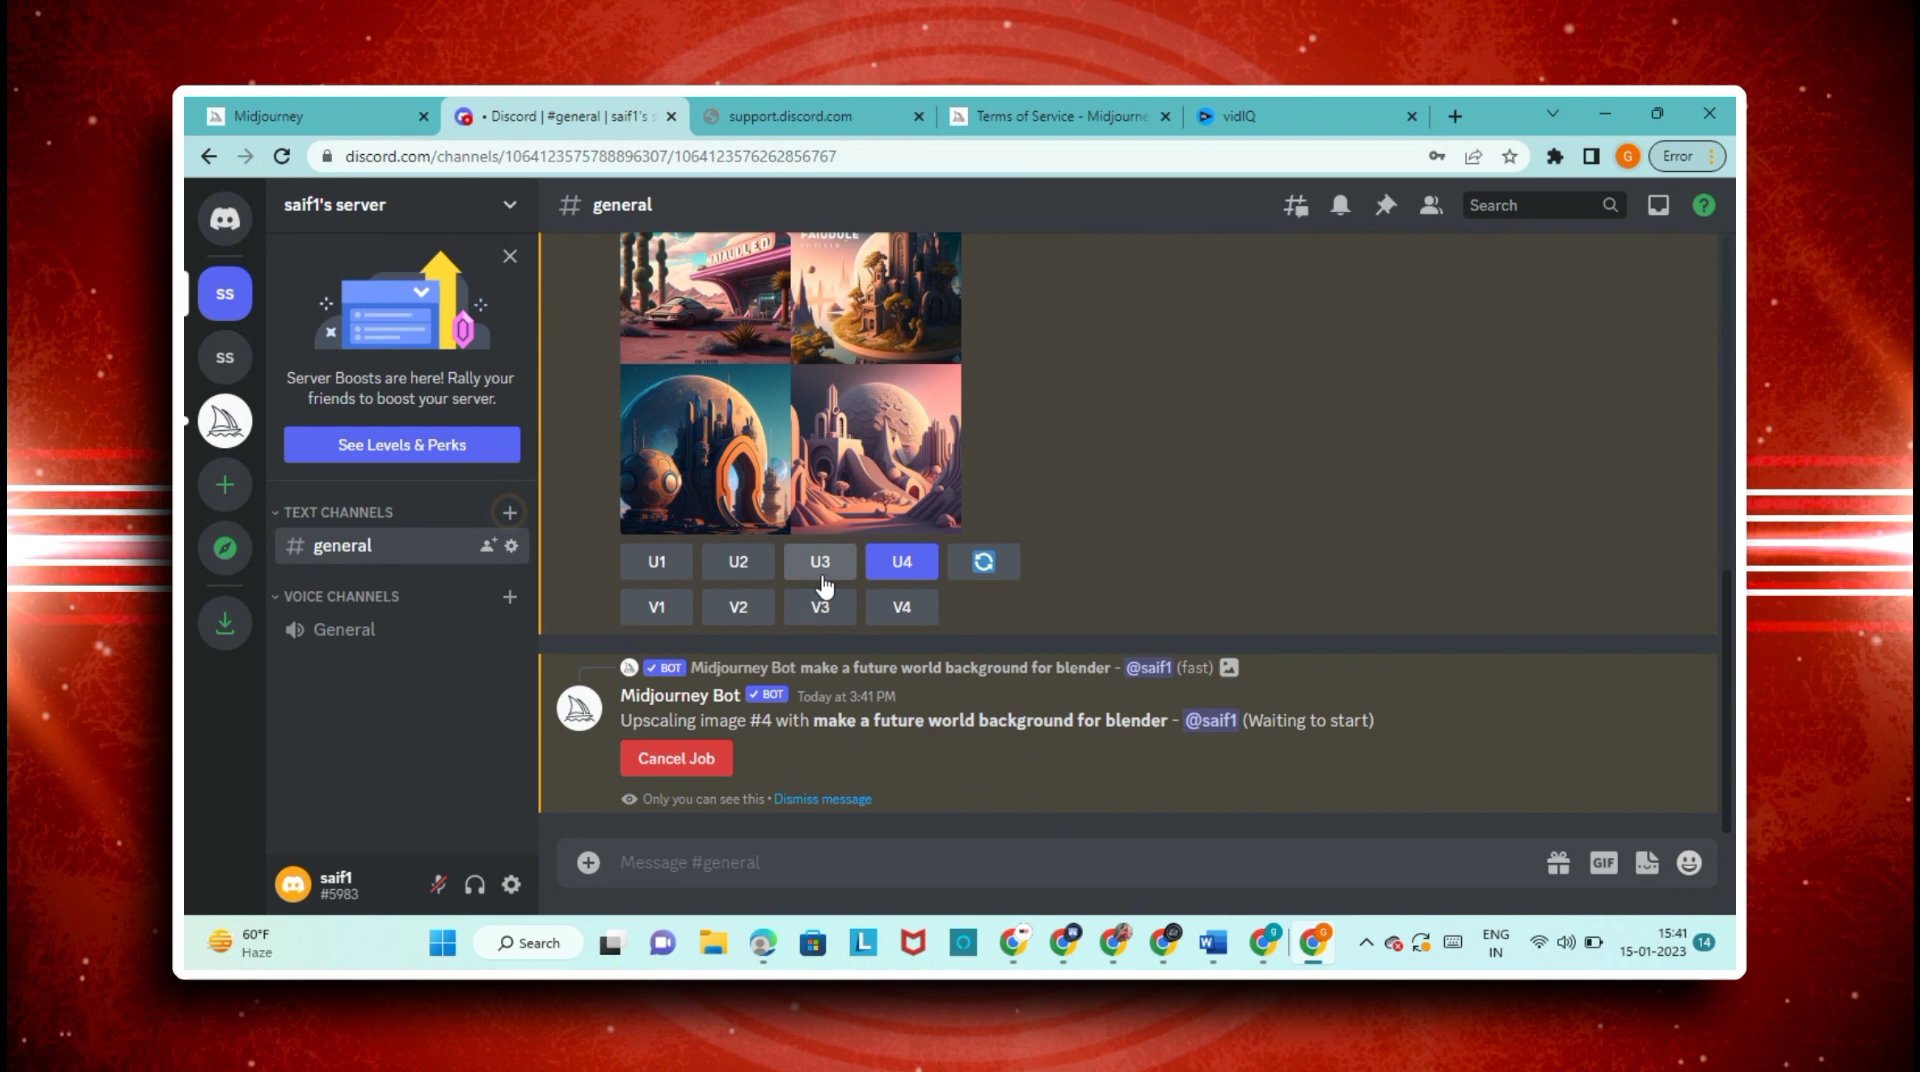 Midjourney
• Discord | #general | saif1's s
support.discord.com
Terms of Service - Midjourne
vidIQ
discord.com/channels/1064123575788896307/1064123576262856767
G
Error
saif1's server
general
Search
SS
SS
Server Boosts are here! Rally your
friends to boost your server.
See Levels & Perks
TEXT CHANNELS
general
VOICE CHANNELS
General
U1 U2 U3 U4
V1 V2 V3 V4
BOT Midjourney Bot make a future world background for blender - @saif1 (fast)
Midjourney Bot BOT Today at 3:41 PM
Upscaling image #4 with make a future world background for blender - @saif1 (Waiting to start)
Cancel Job
Only you can see this • Dismiss message
Message #general
GIF
saif1
#5983
60°F
Haze
Search
L
W
ENG
IN
15:41
15-01-2023
14